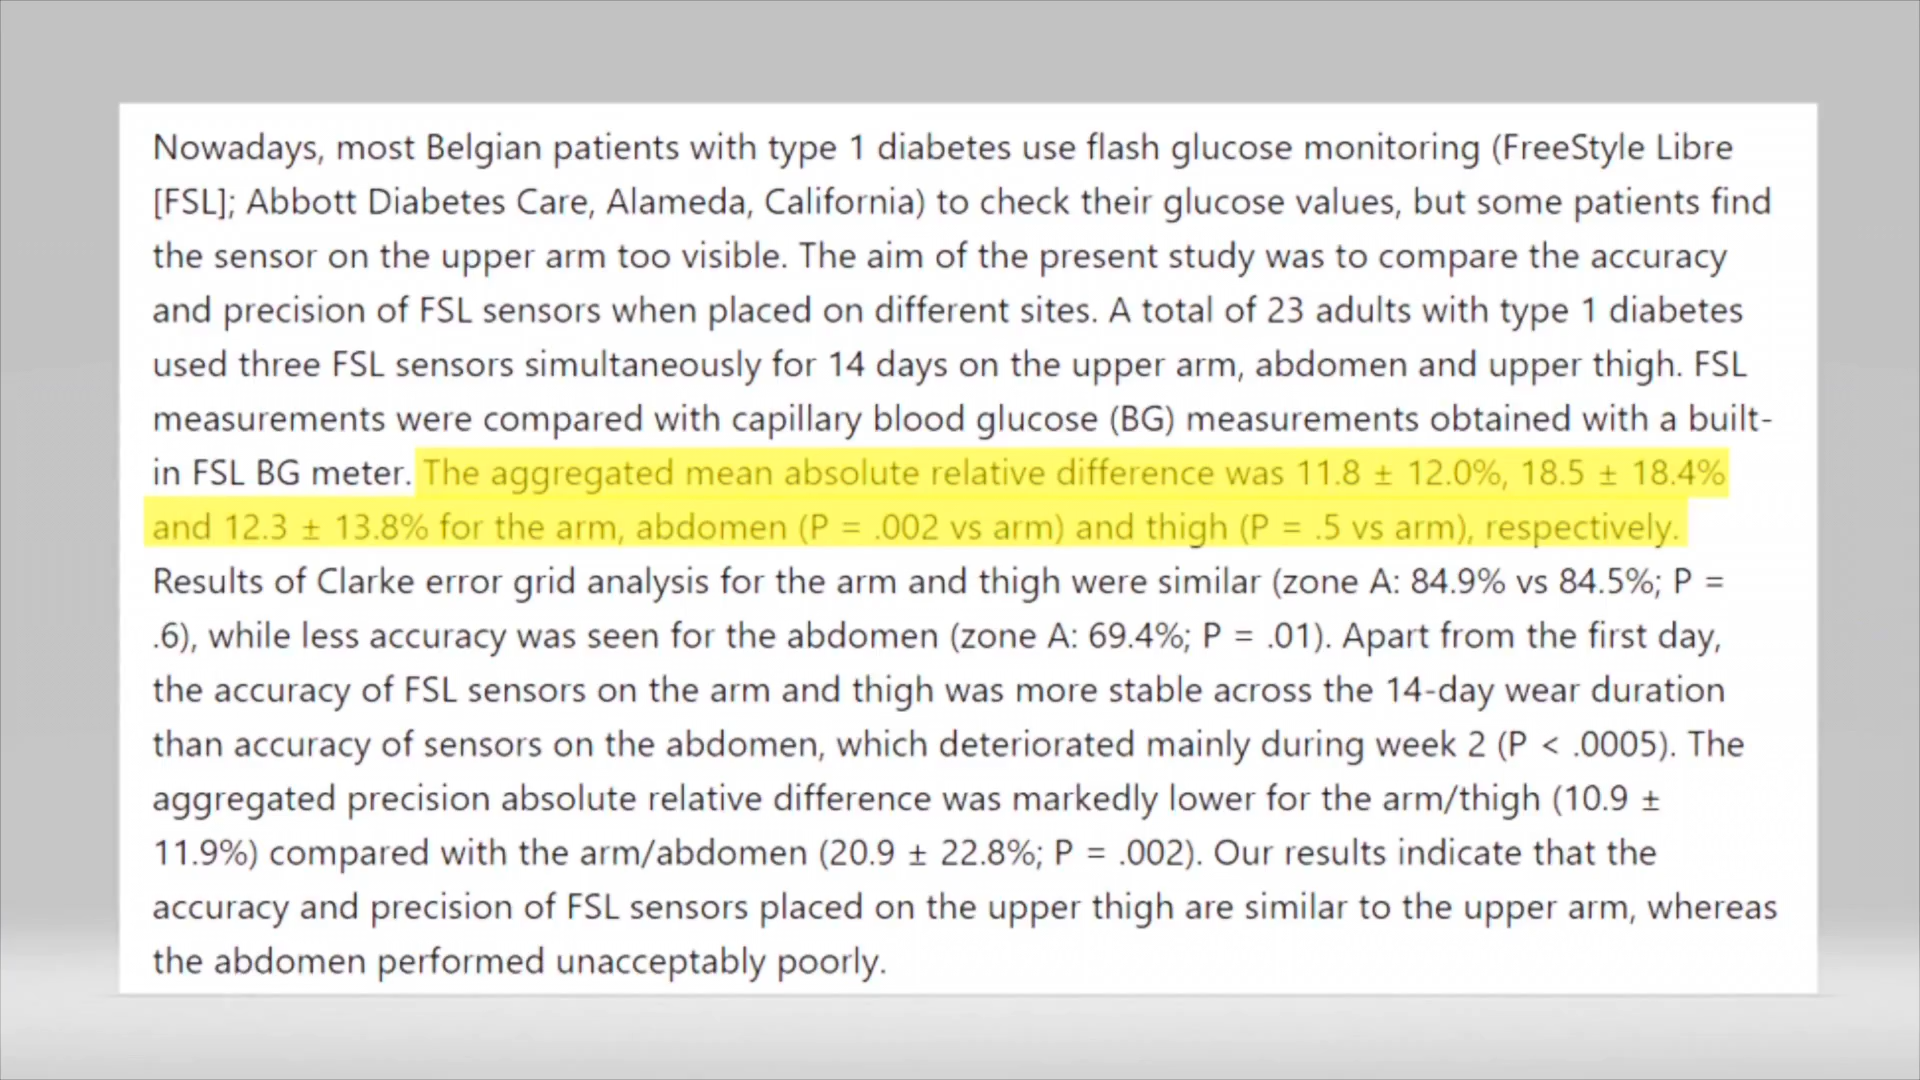 Nowadays, most Belgian patients with type 1 diabetes use flash glucose monitoring (FreeStyle Libre
[FSL]; Abbott Diabetes Care, Alameda, California) to check their glucose values, but some patients find
the sensor on the upper arm too visible. The aim of the present study was to compare the accuracy
and precision of FSL sensors when placed on different sites. A total of 23 adults with type 1 diabetes
used three FSL sensors simultaneously for 14 days on the upper arm, abdomen and upper thigh. FSL
measurements were compared with capillary blood glucose (BG) measurements obtained with a built-
in FSL BG meter. The aggregated mean absolute relative difference was 11.8 ± 12.0%, 18.5 ± 18.4%
and 12.3 ± 13.8% for the arm, abdomen (P = .002 vs arm) and thigh (P = .5 vs arm), respectively.
Results of Clarke error grid analysis for the arm and thigh were similar (zone A: 84.9% vs 84.5%; P =
.6), while less accuracy was seen for the abdomen (zone A: 69.4%; P = .01). Apart from the first day,
the accuracy of FSL sensors on the arm and thigh was more stable across the 14-day wear duration
than accuracy of sensors on the abdomen, which deteriorated mainly during week 2 (P < .0005). The
aggregated precision absolute relative difference was markedly lower for the arm/thigh (10.9 ±
11.9%) compared with the arm/abdomen (20.9 ± 22.8%; P = .002). Our results indicate that the
accuracy and precision of FSL sensors placed on the upper thigh are similar to the upper arm, whereas
the abdomen performed unacceptably poorly.